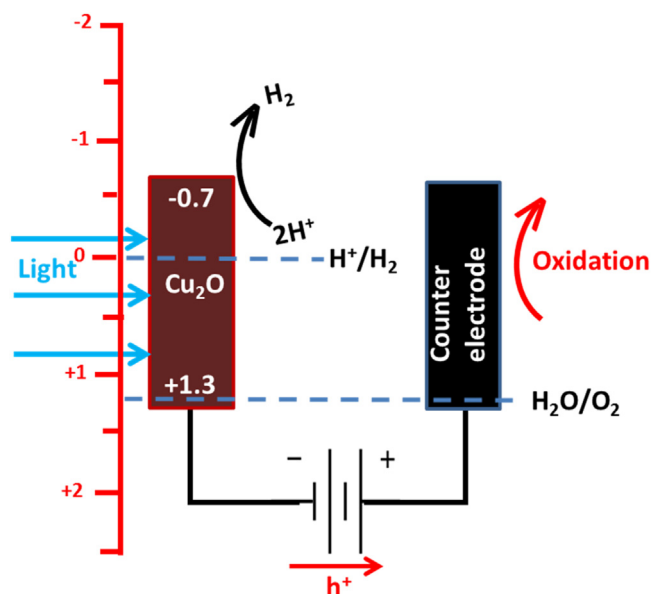 -2
-1
0
+1
+2
Light
-0.7
Cu₂O
+1.3
H₂
2H⁺
H⁺/H₂
Counter
electrode
Oxidation
H₂O/O₂
−
+
h⁺